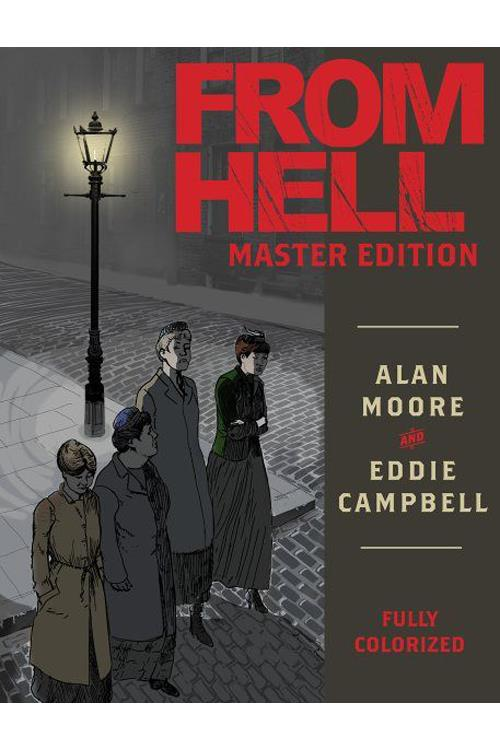 FROM
HELL
MASTER EDITION
ALAN
MOORE
AND
EDDIE
CAMPBELL
FULLY
COLORIZED